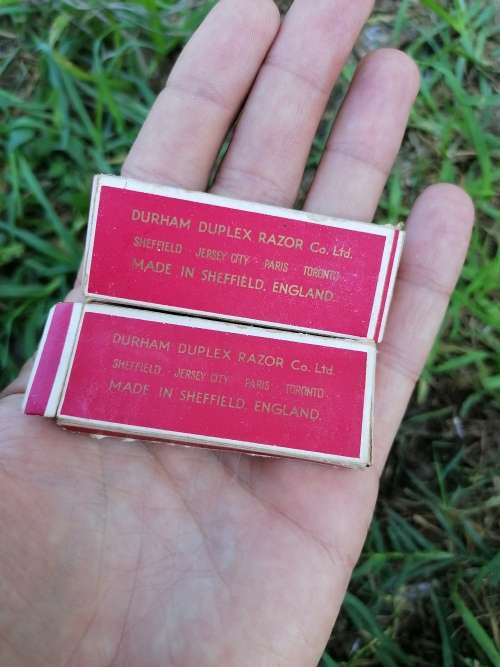 DURHAM DUPLEX RAZOR Co. Ltd.
SHEFFIELD JERSEY CITY PARIS TORONTO
MADE IN SHEFFIELD, ENGLAND.
DURHAM DUPLEX RAZOR Co. Ltd.
SHEFFIELD JERSEY CITY PARIS TORONTO
MADE IN SHEFFIELD, ENGLAND.